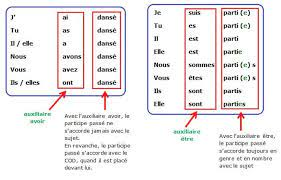 J' ai dansé
Tu as dansé
Il / elle a dansé
Nous avons dansé
Vous avez dansé
Ils / elles ont dansé
auxiliaire
avoir
Avec l'auxiliaire avoir, le
participe passé ne
s'accorde jamais avec le
sujet.
En revanche, le participe
passé s'accorde avec le
COD, quand il est placé
devant lui.
Je suis parti (e)
Tu es parti (e)
Il est parti
Elle est partie
Nous sommes parti (e) s
Vous êtes parti (e) s
Ils sont partis
Elle sont parties
auxiliaire
être
Avec l'auxiliaire être,
le participe passé
s'accorde toujours en
genre et en nombre
avec le sujet